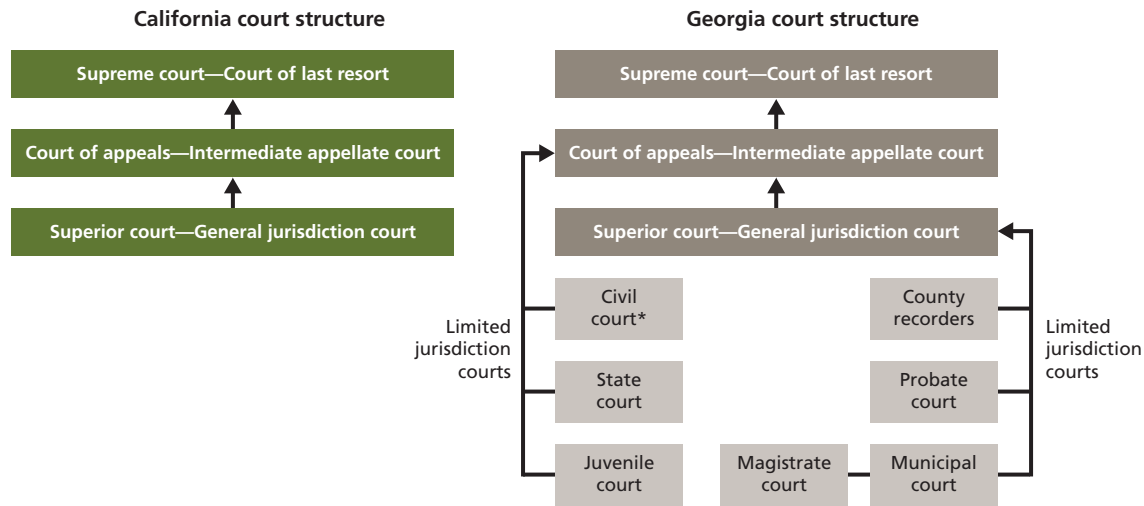 California court structure
Supreme court—Court of last resort
Court of appeals—Intermediate appellate court
Superior court—General jurisdiction court
Georgia court structure
Supreme court—Court of last resort
Court of appeals—Intermediate appellate court
Superior court—General jurisdiction court
Limited
jurisdiction
courts
Civil
court*
State
court
Juvenile
court
County
recorders
Probate
court
Magistrate
court
Municipal
court
Limited
jurisdiction
courts